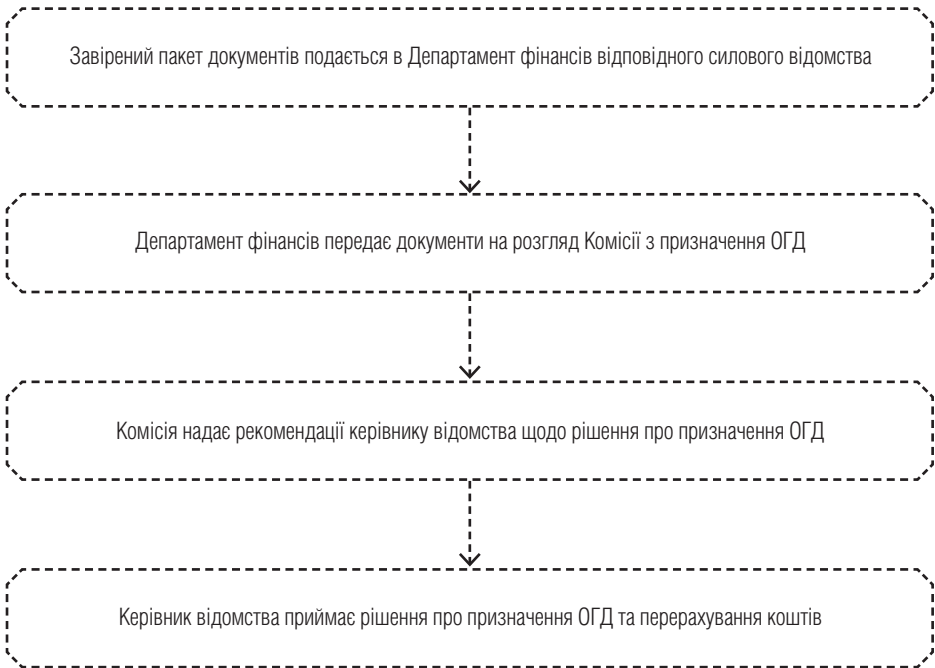 Завірений пакет документів подається в Департамент фінансів відповідного силового відомства
Департамент фінансів передає документи на розгляд Комісії з призначення ОГД
Комісія надає рекомендації керівнику відомства щодо рішення про призначення ОГД
Керівник відомства приймає рішення про призначення ОГД та перерахування коштів